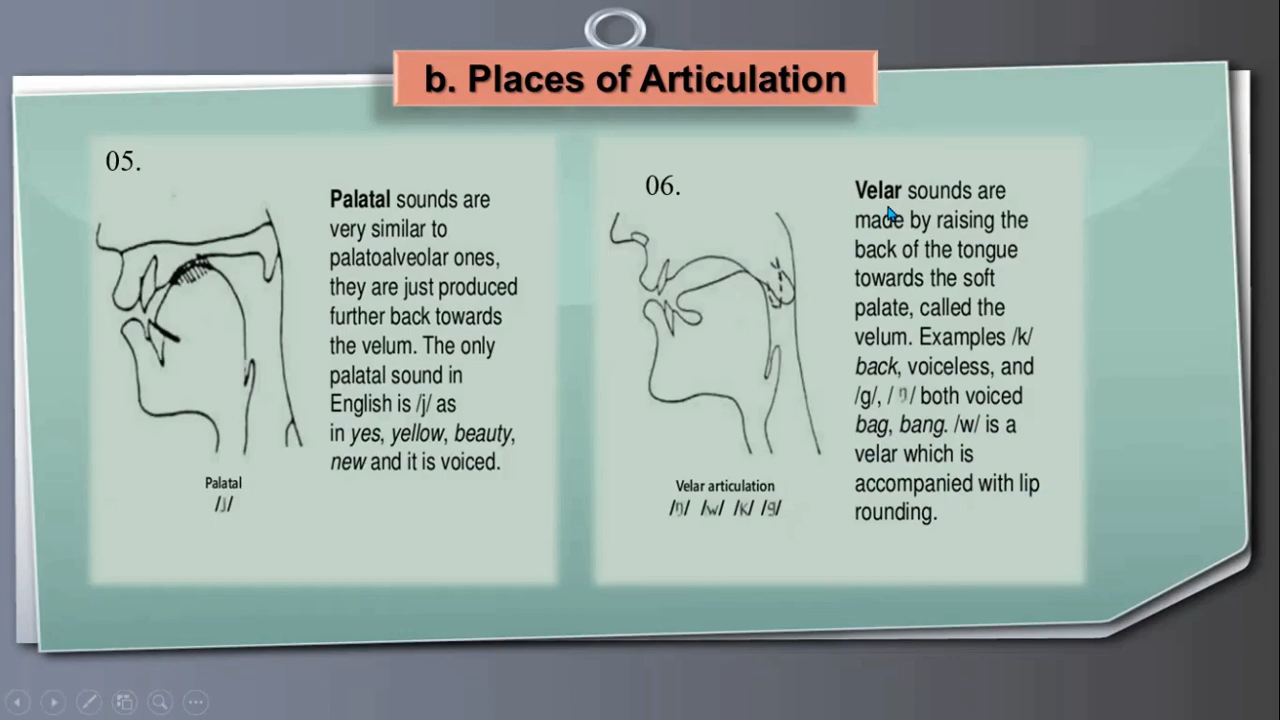 b. Places of Articulation
05.
Palatal sounds are
very similar to
palatoalveolar ones,
they are just produced
further back towards
the velum. The only
palatal sound in
English is /j/ as
in yes, yellow, beauty,
new and it is voiced.
Palatal
/j/
06.
Velar sounds are
made by raising the
back of the tongue
towards the soft
palate, called the
velum. Examples /k/
back, voiceless, and
/g/, / ŋ/ both voiced
bag, bang. /w/ is a
velar which is
accompanied with lip
rounding.
Velar articulation
/ŋ/ /w/ /k/ /g/